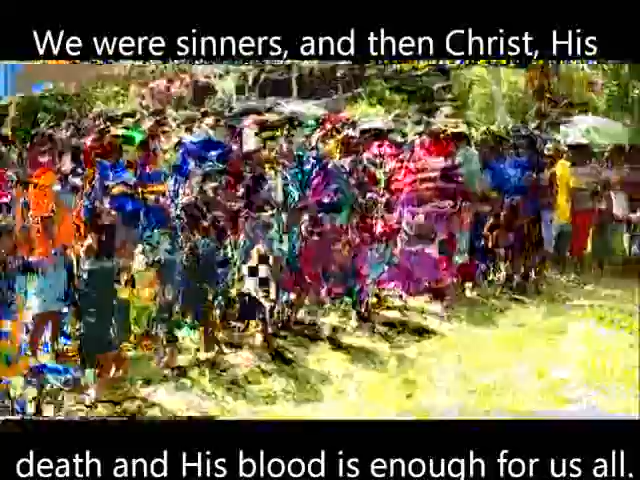 We were sinners, and then Christ, His
death and His blood is enough for us all.